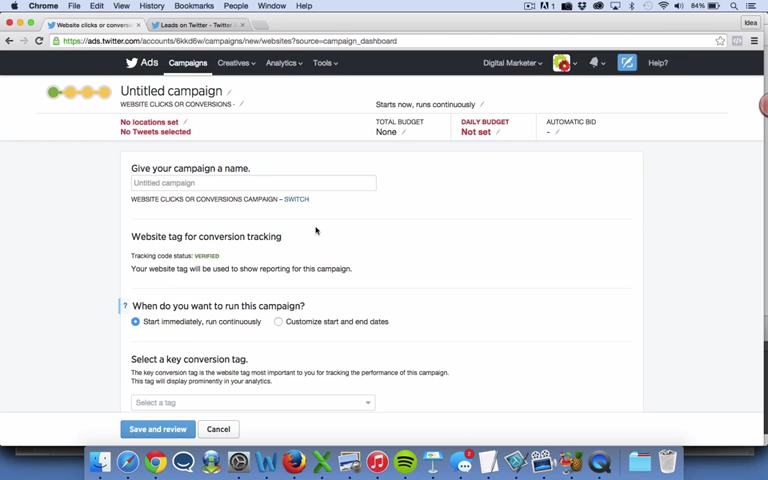 Chrome File Edit View History Bookmarks People Window Help
84%
Idea
Website clicks or conversi
Leads on Twitter - Twitter
https://ads.twitter.com/accounts/6kkd6w/campaigns/new/websites?source=campaign_dashboard
Ads Campaigns Creatives Analytics Tools Digital Marketer Help?
Untitled campaign
WEBSITE CLICKS OR CONVERSIONS -
Starts now, runs continuously
No locations set
No Tweets selected
TOTAL BUDGET
None
DAILY BUDGET
Not set
AUTOMATIC BID
-
Give your campaign a name.
Untitled campaign
WEBSITE CLICKS OR CONVERSIONS CAMPAIGN – SWITCH
Website tag for conversion tracking
Tracking code status: VERIFIED
Your website tag will be used to show reporting for this campaign.
? When do you want to run this campaign?
Start immediately, run continuously Customize start and end dates
Select a key conversion tag.
The key conversion tag is the website tag most important to you for tracking the performance of this campaign.
This tag will display prominently in your analytics.
Select a tag
Save and review Cancel